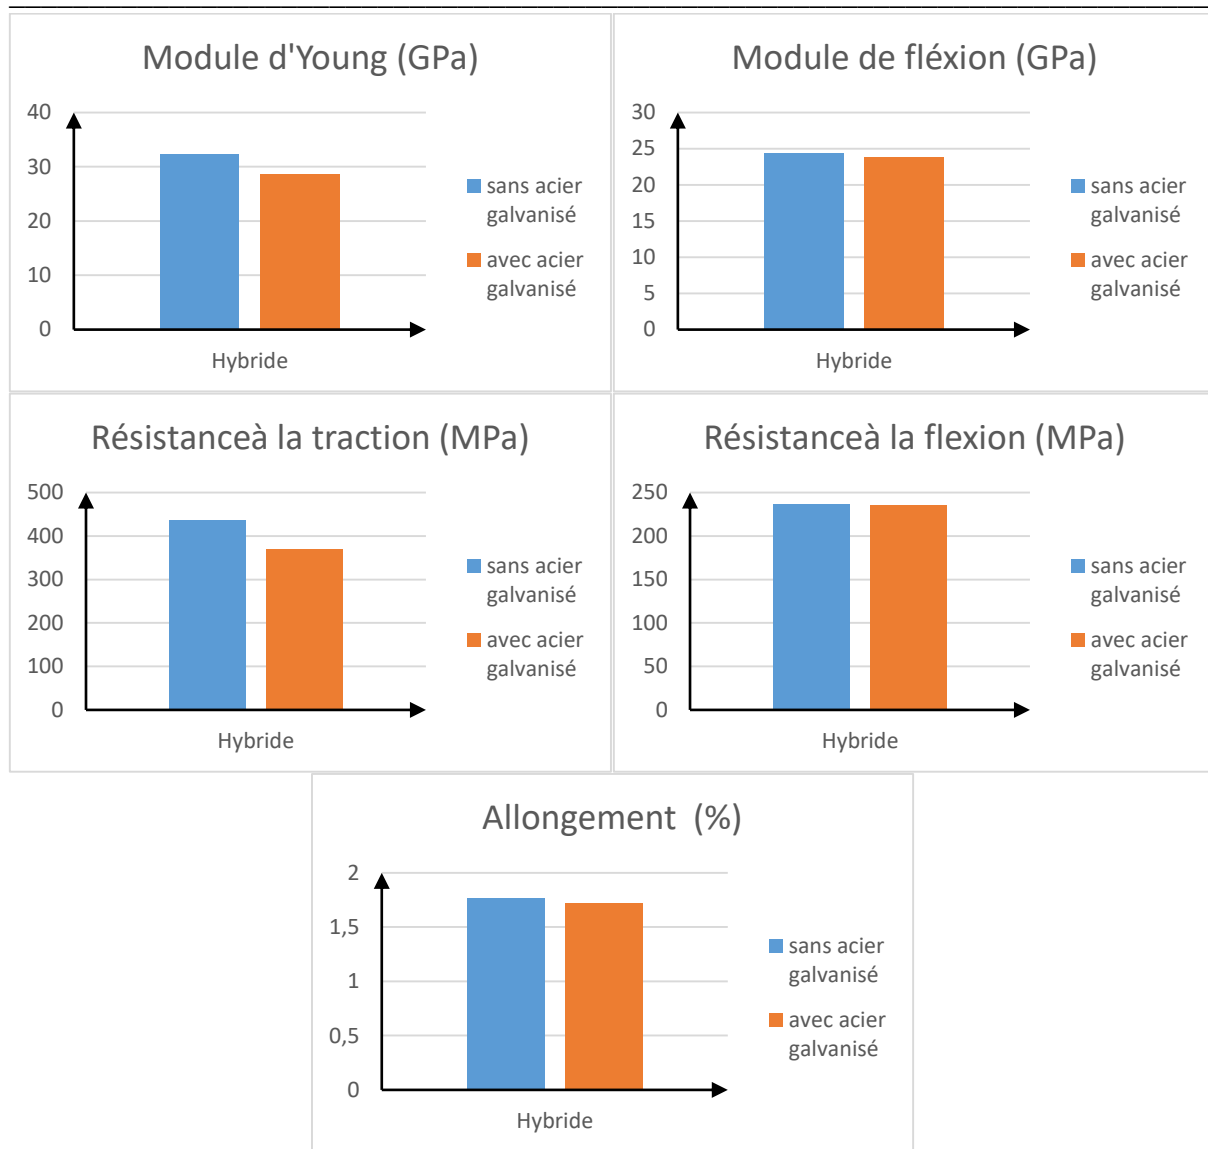 Module d'Young (GPa)
40
30
20
10
0
Hybride
sans acier
galvanisé
avec acier
galvanisé
Module de fléxion (GPa)
30
25
20
15
10
5
0
Hybride
sans acier
galvanisé
avec acier
galvanisé
Résistanceà la traction (MPa)
500
400
300
200
100
0
Hybride
sans acier
galvanisé
avec acier
galvanisé
Résistanceà la flexion (MPa)
250
200
150
100
50
0
Hybride
sans acier
galvanisé
avec acier
galvanisé
Allongement  (%)
2
1,5
1
0,5
0
Hybride
sans acier
galvanisé
avec acier
galvanisé